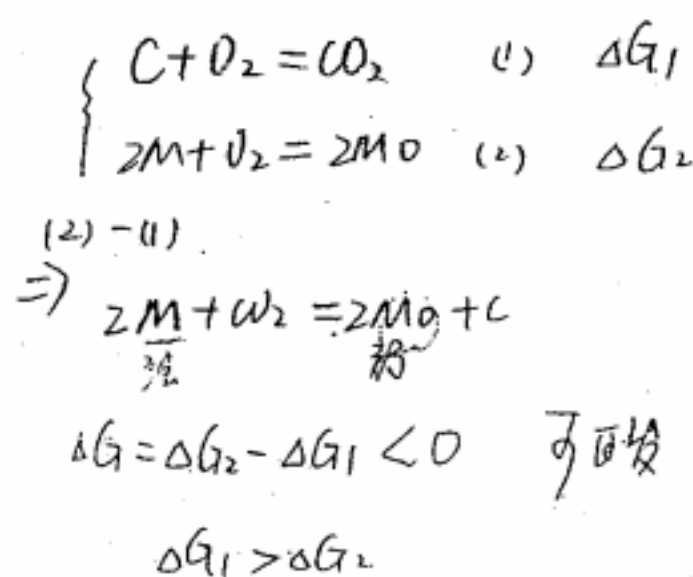 C+O₂=CO₂ (1) ΔG₁
2M+O₂=2MO (2) ΔG₂
(2)-(1).
⇒ 2M+CO₂=2MO+C
ΔG=ΔG₂-ΔG₁<0 可自发
ΔG₁>ΔG₂